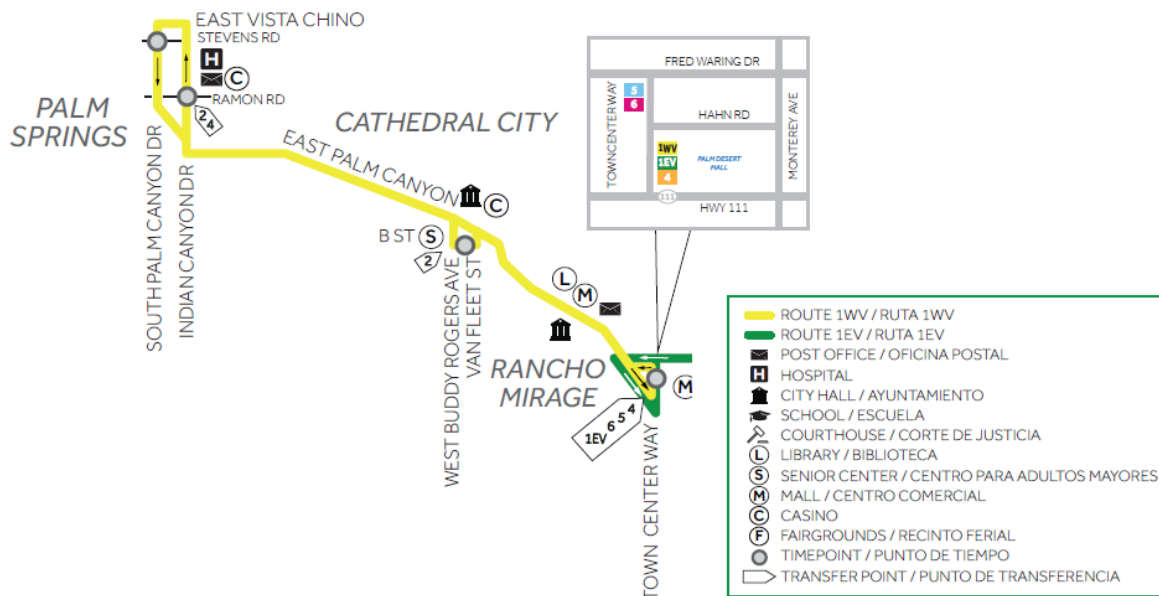 EAST VISTA CHINO
STEVENS RD
H
C
RAMON RD
2 4
PALM
SPRINGS
SOUTH PALM CANYON DR
INDIAN CANYON DR
CATHEDRAL CITY
EAST PALM CANYON
C
B ST
S
2
WEST BUDDY ROGERS AVE
VAN FLEET ST
L
M
RANCHO
MIRAGE
M
1EV 6 5 4
TOWN CENTER WAY
FRED WARING DR
TOWNCENTERWAY
5
6
HAHN RD
MONTEREY AVE
1WV
1EV
4
PALM DESERT
MALL
111
HWY 111
ROUTE 1WV / RUTA 1WV
ROUTE 1EV / RUTA 1EV
POST OFFICE / OFICINA POSTAL
H HOSPITAL
CITY HALL / AYUNTAMIENTO
SCHOOL / ESCUELA
COURTHOUSE / CORTE DE JUSTICIA
L LIBRARY / BIBLIOTECA
S SENIOR CENTER / CENTRO PARA ADULTOS MAYORES
M MALL / CENTRO COMERCIAL
C CASINO
F FAIRGROUNDS / RECINTO FERIAL
TIMEPOINT / PUNTO DE TIEMPO
TRANSFER POINT / PUNTO DE TRANSFERENCIA